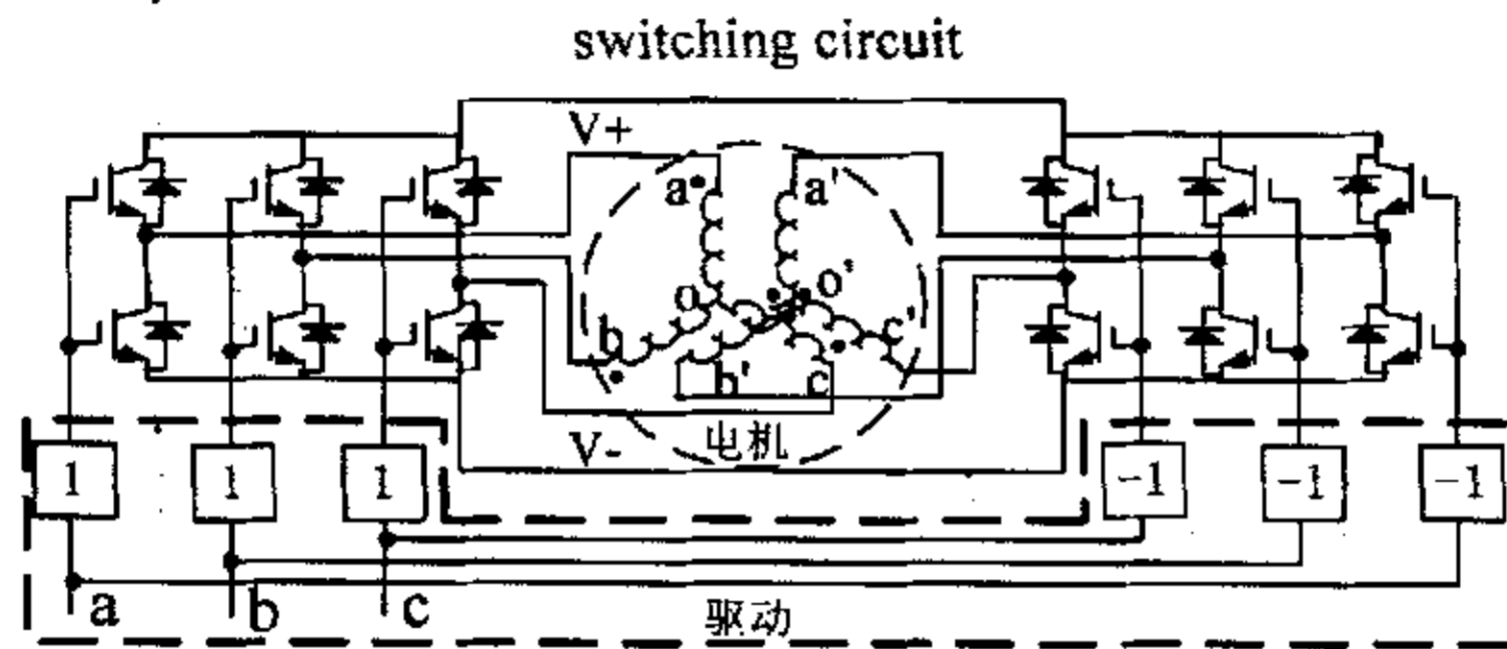 switching circuit
V+
a a'
o o'
b b' c c'
V- 电机
1 1 1 -1 -1 -1
a b c 驱动